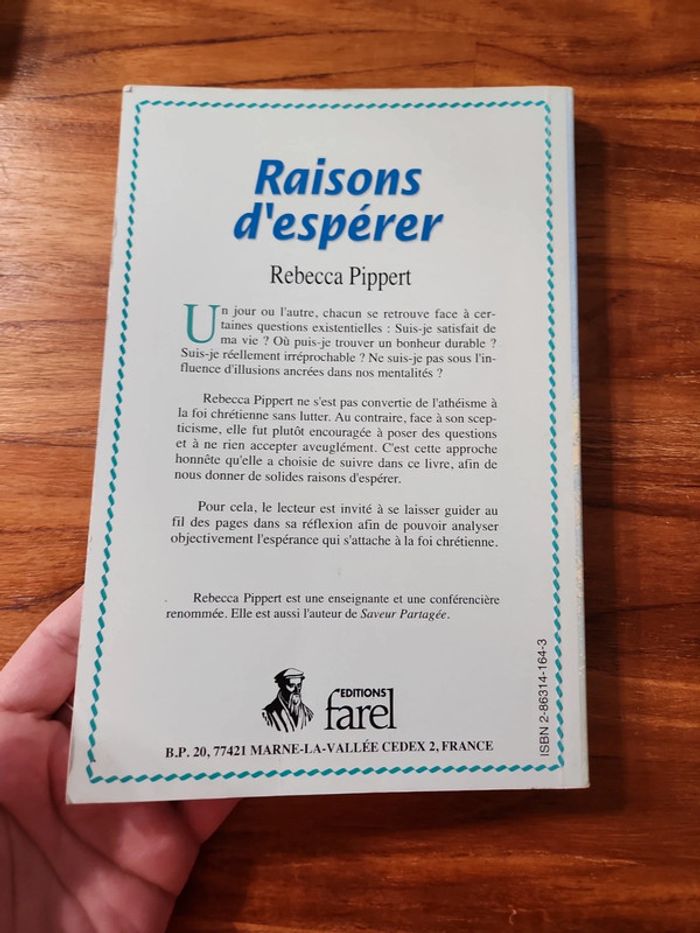 Raisons
d'espérer
Rebecca Pippert
Un jour ou l'autre, chacun se retrouve face à cer-
taines questions existentielles : Suis-je satisfait de
ma vie ? Où puis-je trouver un bonheur durable ?
Suis-je réellement irréprochable ? Ne suis-je pas sous l'in-
fluence d'illusions ancrées dans nos mentalités ?
Rebecca Pippert ne s'est pas convertie de l'athéisme à
la foi chrétienne sans lutter. Au contraire, face à son scep-
ticisme, elle fut plutôt encouragée à poser des questions
et à ne rien accepter aveuglément. C'est cette approche
honnête qu'elle a choisie de suivre dans ce livre, afin de
nous donner de solides raisons d'espérer.
Pour cela, le lecteur est invité à se laisser guider au
fil des pages dans sa réflexion afin de pouvoir analyser
objectivement l'espérance qui s'attache à la foi chrétienne.
Rebecca Pippert est une enseignante et une conférencière
renommée. Elle est aussi l'auteur de Saveur Partagée.
EDITIONS
farel
B.P. 20, 77421 MARNE-LA-VALLÉE CEDEX 2, FRANCE
ISBN 2-86314-164-3